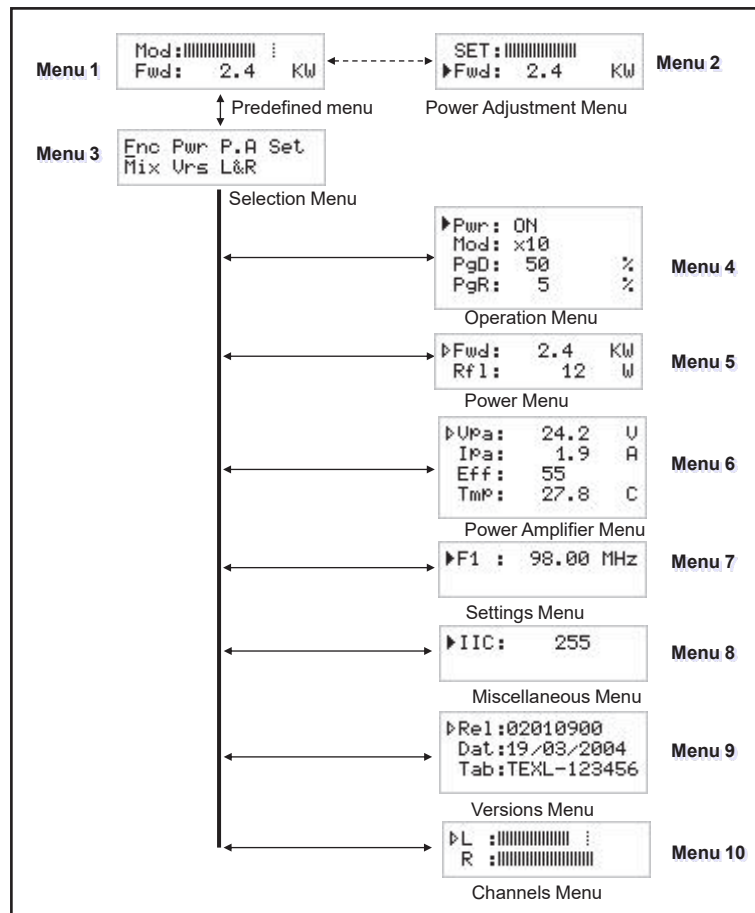 Menu 1
Mod:
Fwd: 2.4 KW
SET:
Fwd: 2.4 KW
Menu 2
Predefined menu
Power Adjustment Menu
Menu 3
Fnc Pwr P.A Set
Mix Vrs L&R
Selection Menu
Pwr: ON
Mod: x10
PgD: 50 %
PgR: 5 %
Menu 4
Operation Menu
Fwd: 2.4 KW
Rfl: 12 W
Menu 5
Power Menu
Vpa: 24.2 V
Ipa: 1.9 A
Eff: 55
Tmp: 27.8 C
Menu 6
Power Amplifier Menu
F1 : 98.00 MHz
Menu 7
Settings Menu
IIC: 255
Menu 8
Miscellaneous Menu
Rel:02010900
Dat:19/03/2004
Tab:TEXL-123456
Menu 9
Versions Menu
L :
R :
Menu 10
Channels Menu